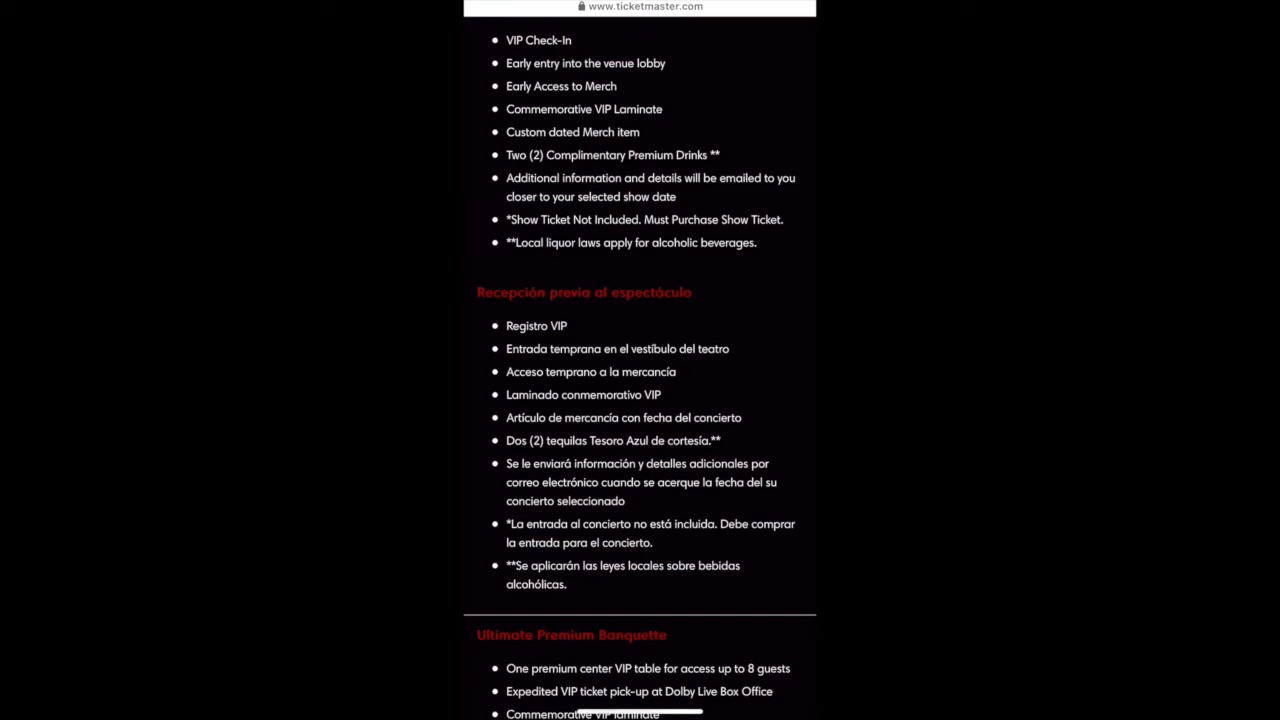 www.ticketmaster.com
VIP Check-In
Early entry into the venue lobby
Early Access to Merch
Commemorative VIP Laminate
Custom dated Merch item
Two (2) Complimentary Premium Drinks **
Additional information and details will be emailed to you
closer to your selected show date
*Show Ticket Not Included. Must Purchase Show Ticket.
**Local liquor laws apply for alcoholic beverages.
Recepción previa al espectáculo
Registro VIP
Entrada temprana en el vestíbulo del teatro
Acceso temprano a la mercancía
Laminado conmemorativo VIP
Artículo de mercancía con fecha del concierto
Dos (2) tequilas Tesoro Azul de cortesía.**
Se le enviará información y detalles adicionales por
correo electrónico cuando se acerque la fecha del su
concierto seleccionado
*La entrada al concierto no está incluida. Debe comprar
la entrada para el concierto.
**Se aplicarán las leyes locales sobre bebidas
alcohólicas.
Ultimate Premium Banquette
One premium center VIP table for access up to 8 guests
Expedited VIP ticket pick-up at Dolby Live Box Office
Commemorative VIP laminate